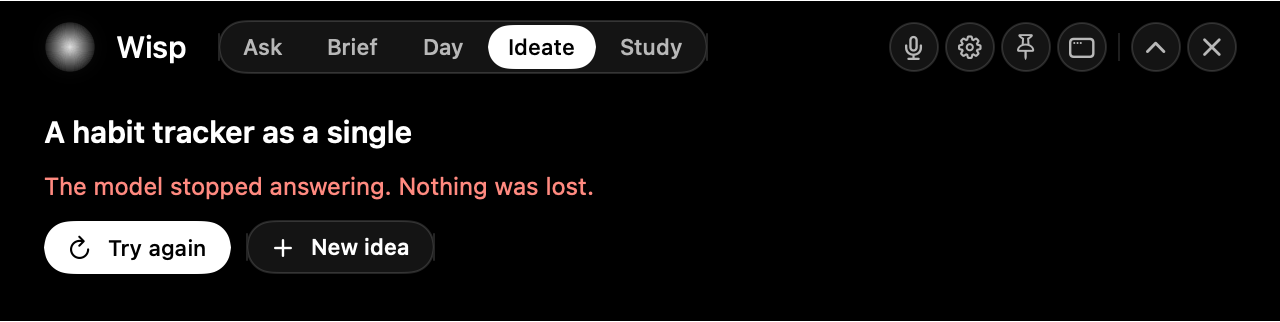 Wisp Ask Brief Day Ideate Study
A habit tracker as a single
The model stopped answering. Nothing was lost.
Try again New idea